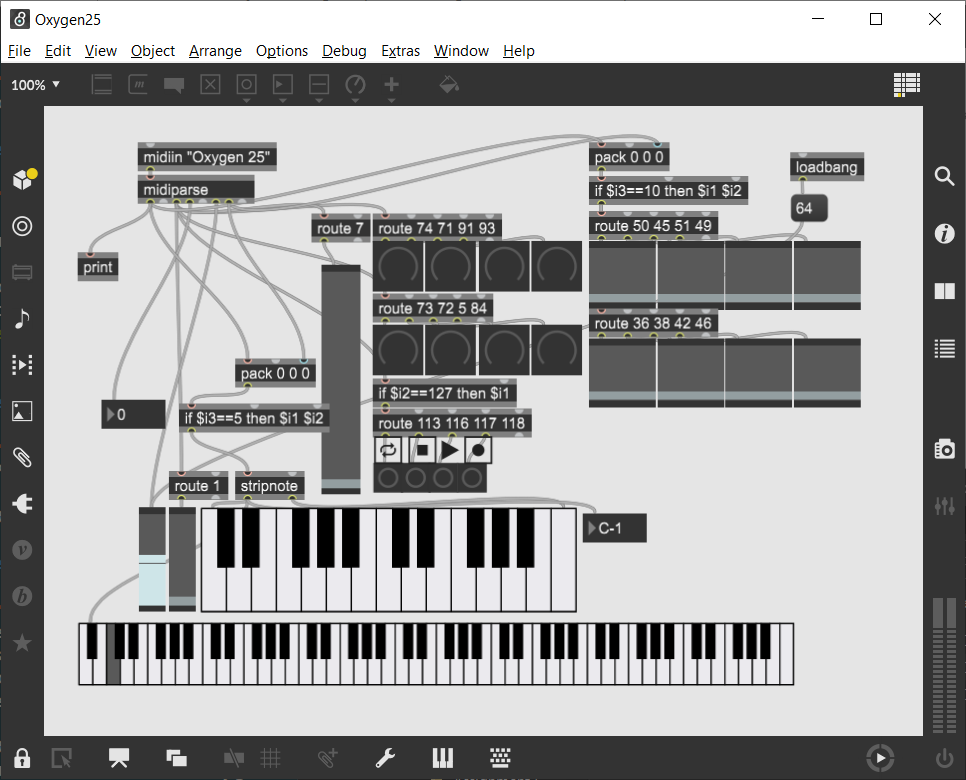 Oxygen25
File Edit View Object Arrange Options Debug Extras Window Help
100%
m
midiin "Oxygen 25"
midiparse
pack 0 0 0
loadbang
if $i3==10 then $i1 $i2
64
route 7
route 74 71 91 93
route 50 45 51 49
print
route 73 72 5 84
route 36 38 42 46
pack 0 0 0
if $i2==127 then $i1
0
if $i3==5 then $i1 $i2
route 113 116 117 118
route 1
stripnote
C-1
v
b